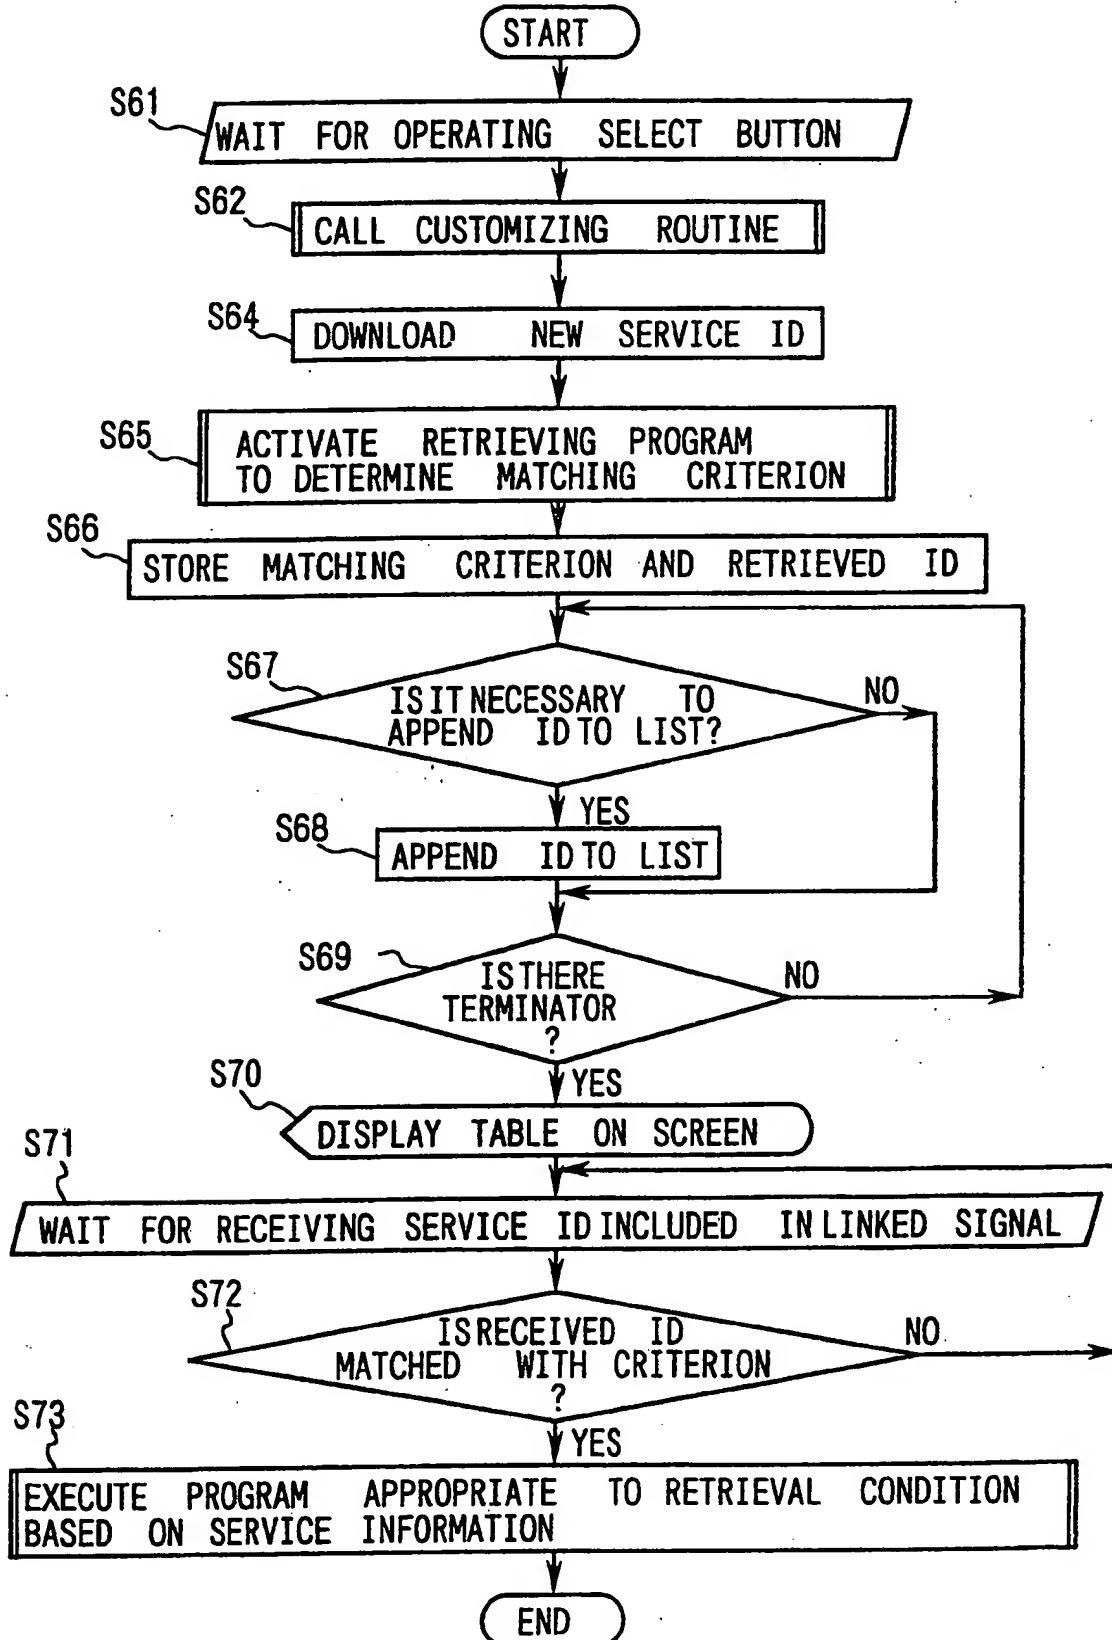 START
S61
WAIT FOR OPERATING SELECT BUTTON
S62
CALL CUSTOMIZING ROUTINE
S64
DOWNLOAD NEW SERVICE ID
S65
ACTIVATE RETRIEVING PROGRAM
TO DETERMINE MATCHING CRITERION
S66
STORE MATCHING CRITERION AND RETRIEVED ID
S67
IS IT NECESSARY TO
APPEND ID TO LIST?
NO
YES
S68
APPEND ID TO LIST
S69
IS THERE
TERMINATOR
?
NO
YES
S70
DISPLAY TABLE ON SCREEN
S71
WAIT FOR RECEIVING SERVICE ID INCLUDED IN LINKED SIGNAL
S72
IS RECEIVED ID
MATCHED WITH CRITERION
?
NO
YES
S73
EXECUTE PROGRAM APPROPRIATE TO RETRIEVAL CONDITION
BASED ON SERVICE INFORMATION
END